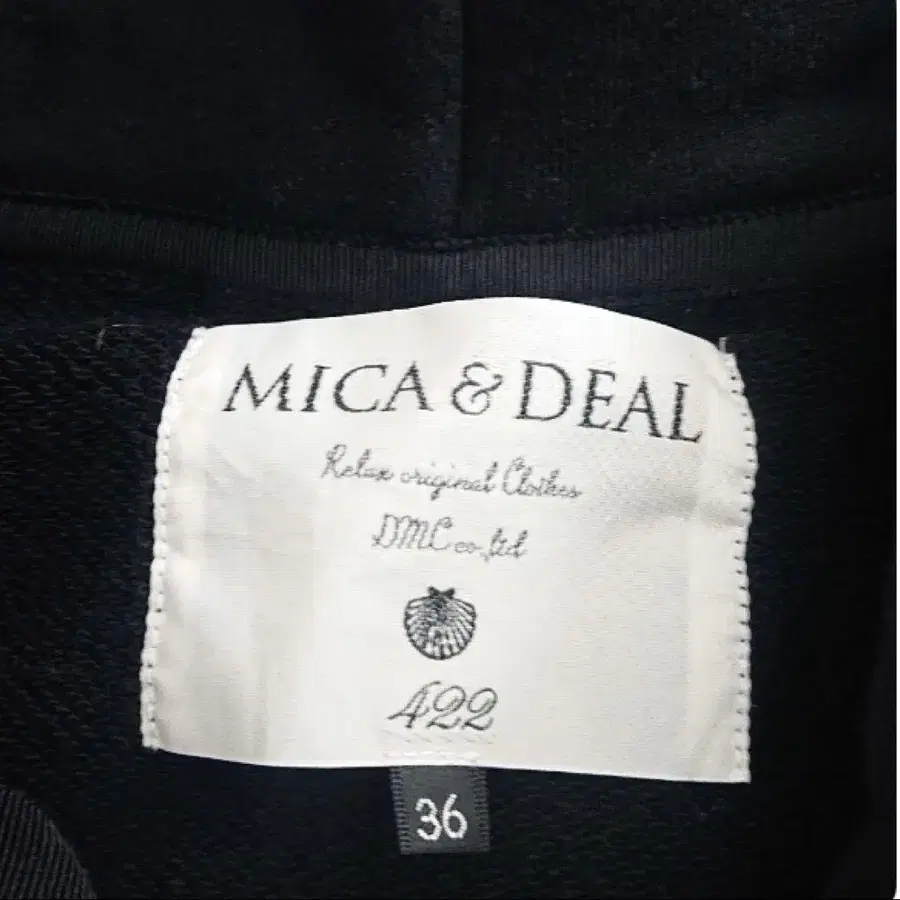 MICA & DEAL
Relax original Clothes
DMC co.,ltd
422
36